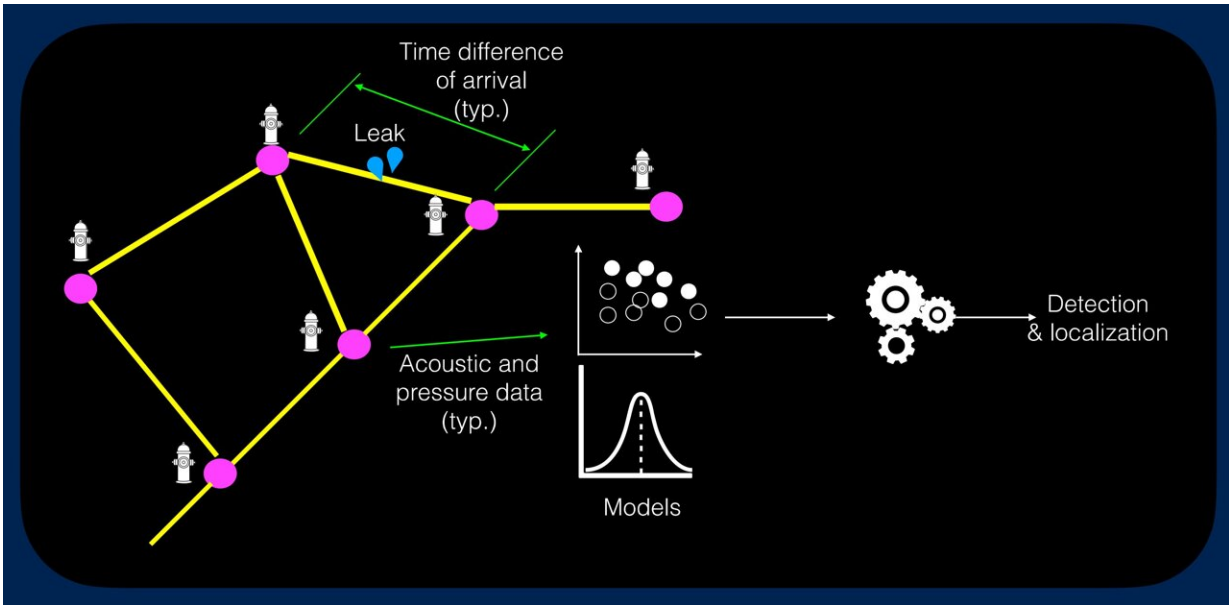 Time difference
of arrival
(typ.)
Leak
Acoustic and
pressure data
(typ.)
Models
Detection
& localization